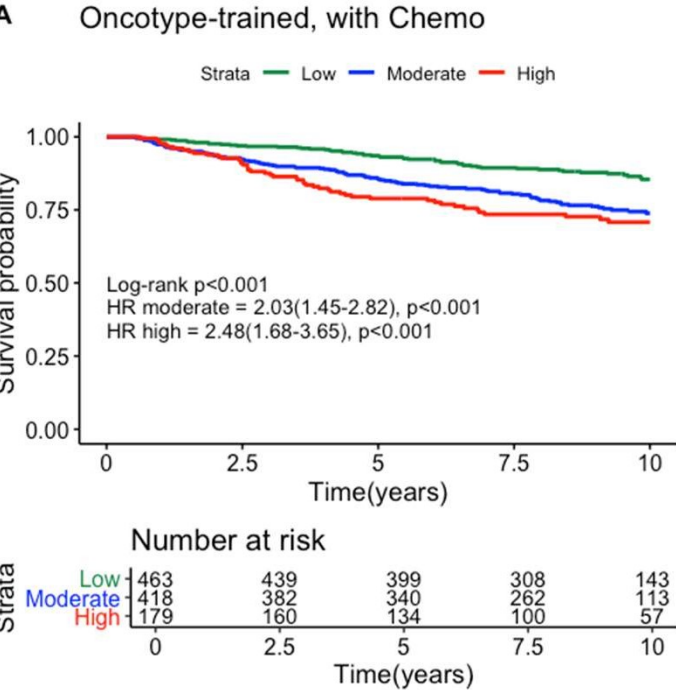 A
Oncotype-trained, with Chemo
Strata Low Moderate High
Survival probability
1.00
0.75
0.50
0.25
0.00
Log-rank p<0.001
HR moderate = 2.03(1.45-2.82), p<0.001
HR high = 2.48(1.68-3.65), p<0.001
0 2.5 5 7.5 10
Time(years)
Number at risk
Strata
Low 463 439 399 308 143
Moderate 418 382 340 262 113
High 179 160 134 100 57
0 2.5 5 7.5 10
Time(years)